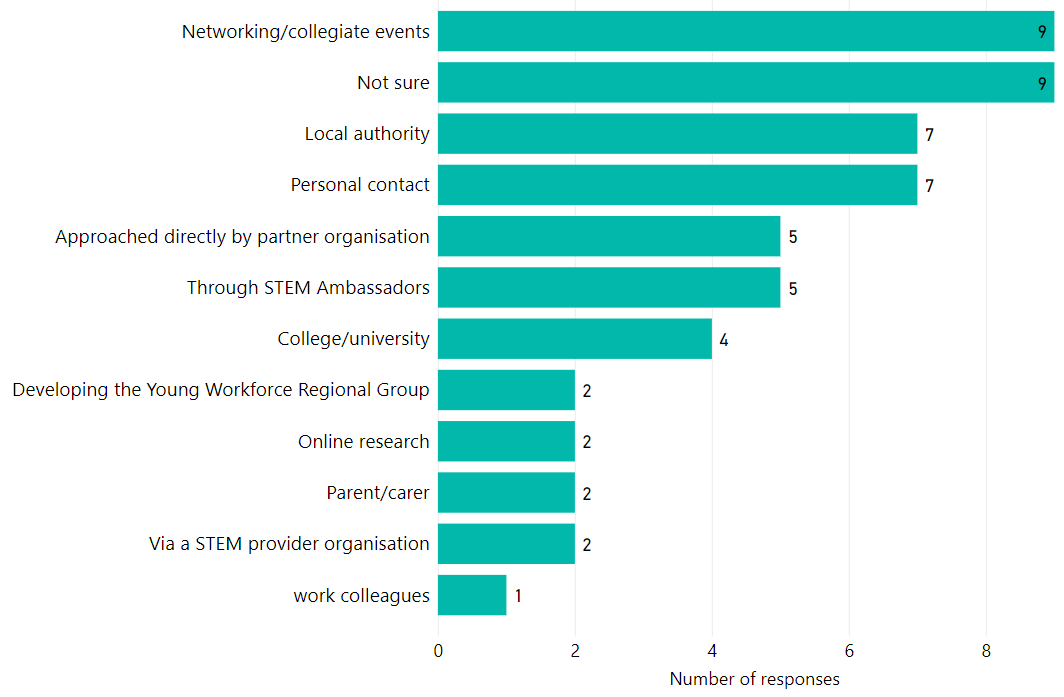 Networking/collegiate events 9
Not sure 9
Local authority 7
Personal contact 7
Approached directly by partner organisation 5
Through STEM Ambassadors 5
College/university 4
Developing the Young Workforce Regional Group 2
Online research 2
Parent/carer 2
Via a STEM provider organisation 2
work colleagues 1
0 2 4 6 8
Number of responses